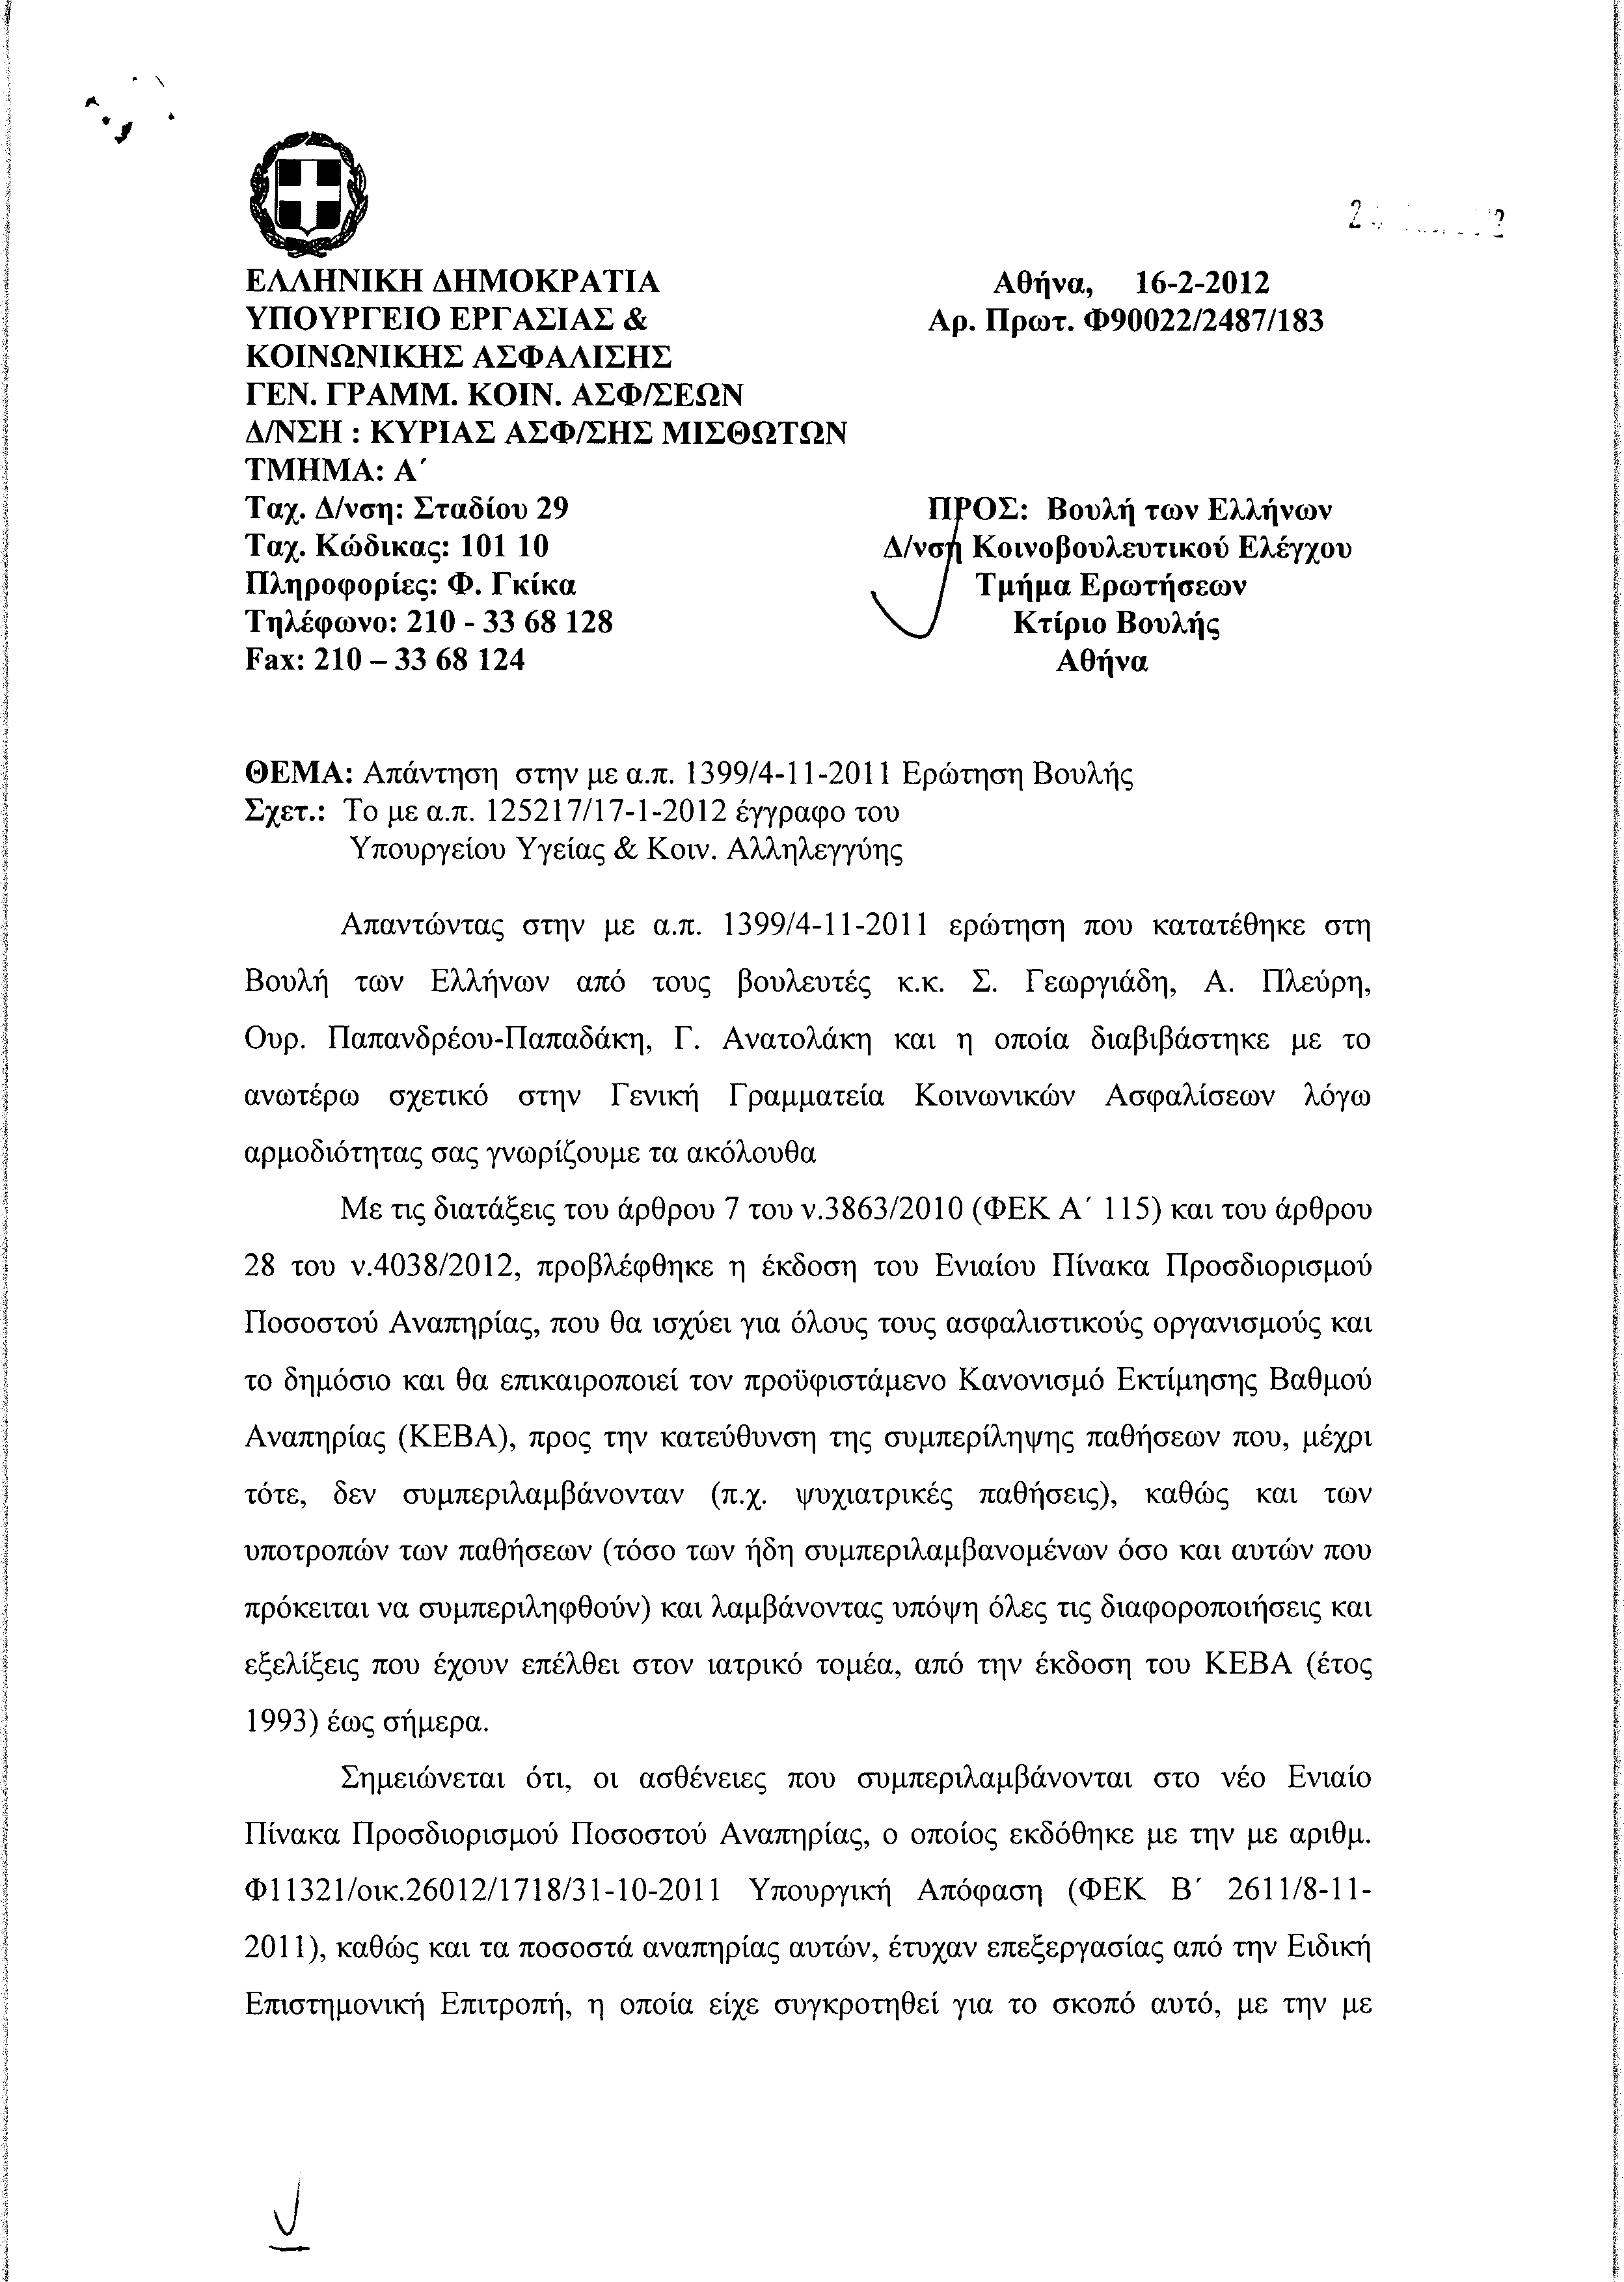 ΕΛΛΗΝΙΚΗ ΔΗΜΟΚΡΑΤΙΑ
ΥΠΟΥΡΓΕΙΟ ΕΡΓΑΣΙΑΣ &
ΚΟΙΝΩΝΙΚΗΣ ΑΣΦΑΛΙΣΗΣ
ΓΕΝ. ΓΡΑΜΜ. ΚΟΙΝ. ΑΣΦ/ΣΕΩΝ
Δ/ΝΣΗ : ΚΥΡΙΑΣ ΑΣΦ/ΣΗΣ ΜΙΣΘΩΤΩΝ
ΤΜΗΜΑ: Α΄
Ταχ. Δ/νση: Σταδίου 29
Ταχ. Κώδικας: 101 10
Πληροφορίες: Φ. Γκίκα
Τηλέφωνο: 210 - 33 68 128
Fax: 210 – 33 68 124
Αθήνα, 16-2-2012
Αρ. Πρωτ. Φ90022/2487/183
ΠΡΟΣ: Βουλή των Ελλήνων
Δ/νση Κοινοβουλευτικού Ελέγχου
Τμήμα Ερωτήσεων
Κτίριο Βουλής
Αθήνα
ΘΕΜΑ: Απάντηση στην με α.π. 1399/4-11-2011 Ερώτηση Βουλής
Σχετ.: Το με α.π. 125217/17-1-2012 έγγραφο του
Υπουργείου Υγείας & Κοιν. Αλληλεγγύης
Απαντώντας στην με α.π. 1399/4-11-2011 ερώτηση που κατατέθηκε στη
Βουλή των Ελλήνων από τους βουλευτές κ.κ. Σ. Γεωργιάδη, Α. Πλεύρη,
Ουρ. Παπανδρέου-Παπαδάκη, Γ. Ανατολάκη και η οποία διαβιβάστηκε με το
ανωτέρω σχετικό στην Γενική Γραμματεία Κοινωνικών Ασφαλίσεων λόγω
αρμοδιότητας σας γνωρίζουμε τα ακόλουθα
Με τις διατάξεις του άρθρου 7 του ν.3863/2010 (ΦΕΚ Α΄ 115) και του άρθρου
28 του ν.4038/2012, προβλέφθηκε η έκδοση του Ενιαίου Πίνακα Προσδιορισμού
Ποσοστού Αναπηρίας, που θα ισχύει για όλους τους ασφαλιστικούς οργανισμούς και
το δημόσιο και θα επικαιροποιεί τον προϋφιστάμενο Κανονισμό Εκτίμησης Βαθμού
Αναπηρίας (ΚΕΒΑ), προς την κατεύθυνση της συμπερίληψης παθήσεων που, μέχρι
τότε, δεν συμπεριλαμβάνονταν (π.χ. ψυχιατρικές παθήσεις), καθώς και των
υποτροπών των παθήσεων (τόσο των ήδη συμπεριλαμβανομένων όσο και αυτών που
πρόκειται να συμπεριληφθούν) και λαμβάνοντας υπόψη όλες τις διαφοροποιήσεις και
εξελίξεις που έχουν επέλθει στον ιατρικό τομέα, από την έκδοση του ΚΕΒΑ (έτος
1993) έως σήμερα.
Σημειώνεται ότι, οι ασθένειες που συμπεριλαμβάνονται στο νέο Ενιαίο
Πίνακα Προσδιορισμού Ποσοστού Αναπηρίας, ο οποίος εκδόθηκε με την με αριθμ.
Φ11321/οικ.26012/1718/31-10-2011 Υπουργική Απόφαση (ΦΕΚ Β΄ 2611/8-11-
2011), καθώς και τα ποσοστά αναπηρίας αυτών, έτυχαν επεξεργασίας από την Ειδική
Επιστημονική Επιτροπή, η οποία είχε συγκροτηθεί για το σκοπό αυτό, με την με